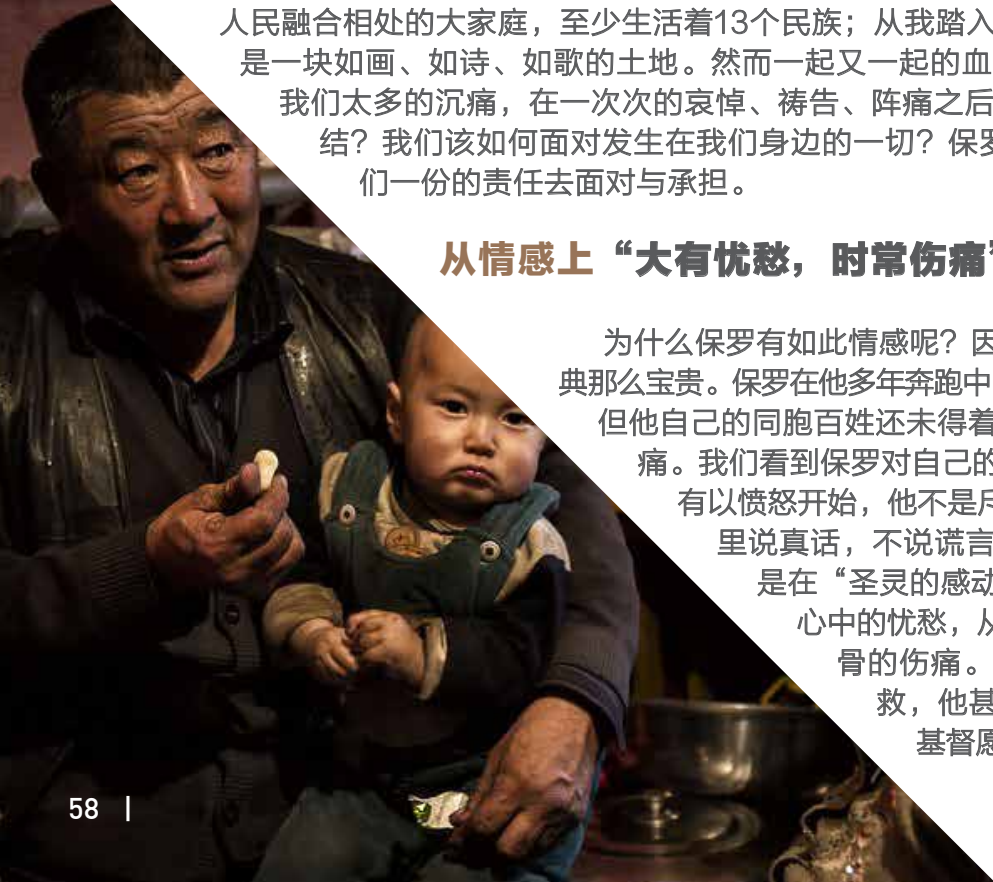 人民融合相处的大家庭，至少生活着13个民族；从我踏入
是一块如画、如诗、如歌的土地。然而一起又一起的血
我们太多的沉痛，在一次次的哀悼、祷告、阵痛之后
结？我们该如何面对发生在我们身边的一切？保罗
们一份的责任去面对与承担。
从情感上“大有忧愁，时常伤痛”
为什么保罗有如此情感呢？因
典那么宝贵。保罗在他多年奔跑中
但他自己的同胞百姓还未得着
痛。我们看到保罗对自己的
有以愤怒开始，他不是斥
里说真话，不说谎言
是在“圣灵的感动
心中的忧愁，从
骨的伤痛。
救，他甚
基督愿
58 |